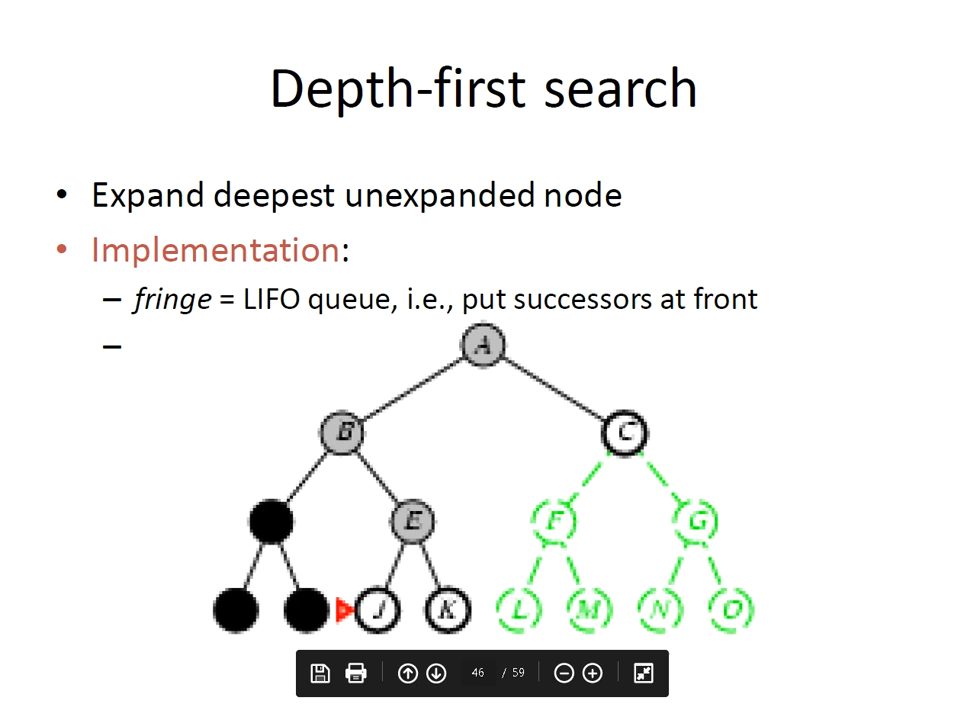 Depth-first search
• Expand deepest unexpanded node
• Implementation:
– fringe = LIFO queue, i.e., put successors at front
–
A
B C
E F G
J K L M N O
46 / 59